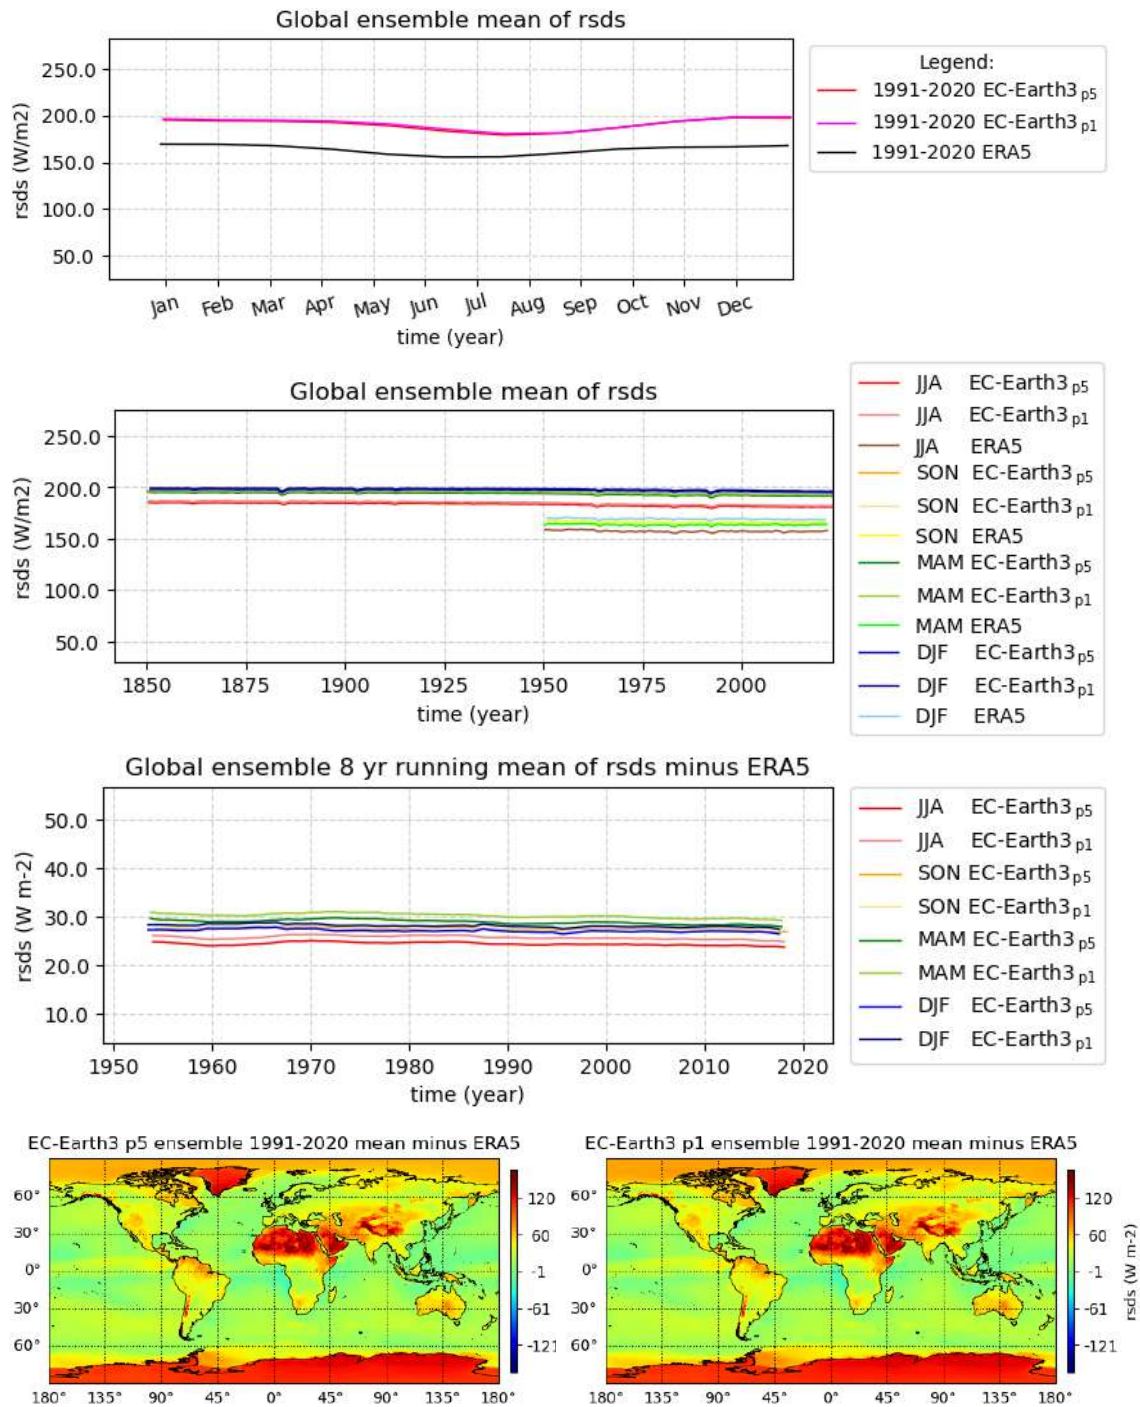 Global ensemble mean of rsds
250.0
200.0
150.0
100.0
50.0
rsds (W/m2)
Jan Feb Mar Apr May Jun Jul Aug Sep Oct Nov Dec
time (year)
Legend:
1991-2020 EC-Earth3 p5
1991-2020 EC-Earth3 p1
1991-2020 ERA5
Global ensemble mean of rsds
250.0
200.0
150.0
100.0
50.0
rsds (W/m2)
1850 1875 1900 1925 1950 1975 2000
time (year)
JJA EC-Earth3 p5
JJA EC-Earth3 p1
JJA ERA5
SON EC-Earth3 p5
SON EC-Earth3 p1
SON ERA5
MAM EC-Earth3 p5
MAM EC-Earth3 p1
MAM ERA5
DJF EC-Earth3 p5
DJF EC-Earth3 p1
DJF ERA5
Global ensemble 8 yr running mean of rsds minus ERA5
50.0
40.0
30.0
20.0
10.0
rsds (W m-2)
1950 1960 1970 1980 1990 2000 2010 2020
time (year)
JJA EC-Earth3 p5
JJA EC-Earth3 p1
SON EC-Earth3 p5
SON EC-Earth3 p1
MAM EC-Earth3 p5
MAM EC-Earth3 p1
DJF EC-Earth3 p5
DJF EC-Earth3 p1
EC-Earth3 p5 ensemble 1991-2020 mean minus ERA5
60°
30°
0°
30°
60°
180° 135° 90° 45° 0° 45° 90° 135° 180°
120
60
-1
-61
-121
EC-Earth3 p1 ensemble 1991-2020 mean minus ERA5
60°
30°
0°
30°
60°
180° 135° 90° 45° 0° 45° 90° 135° 180°
120
60
-1
-61
-121
rsds (W m-2)